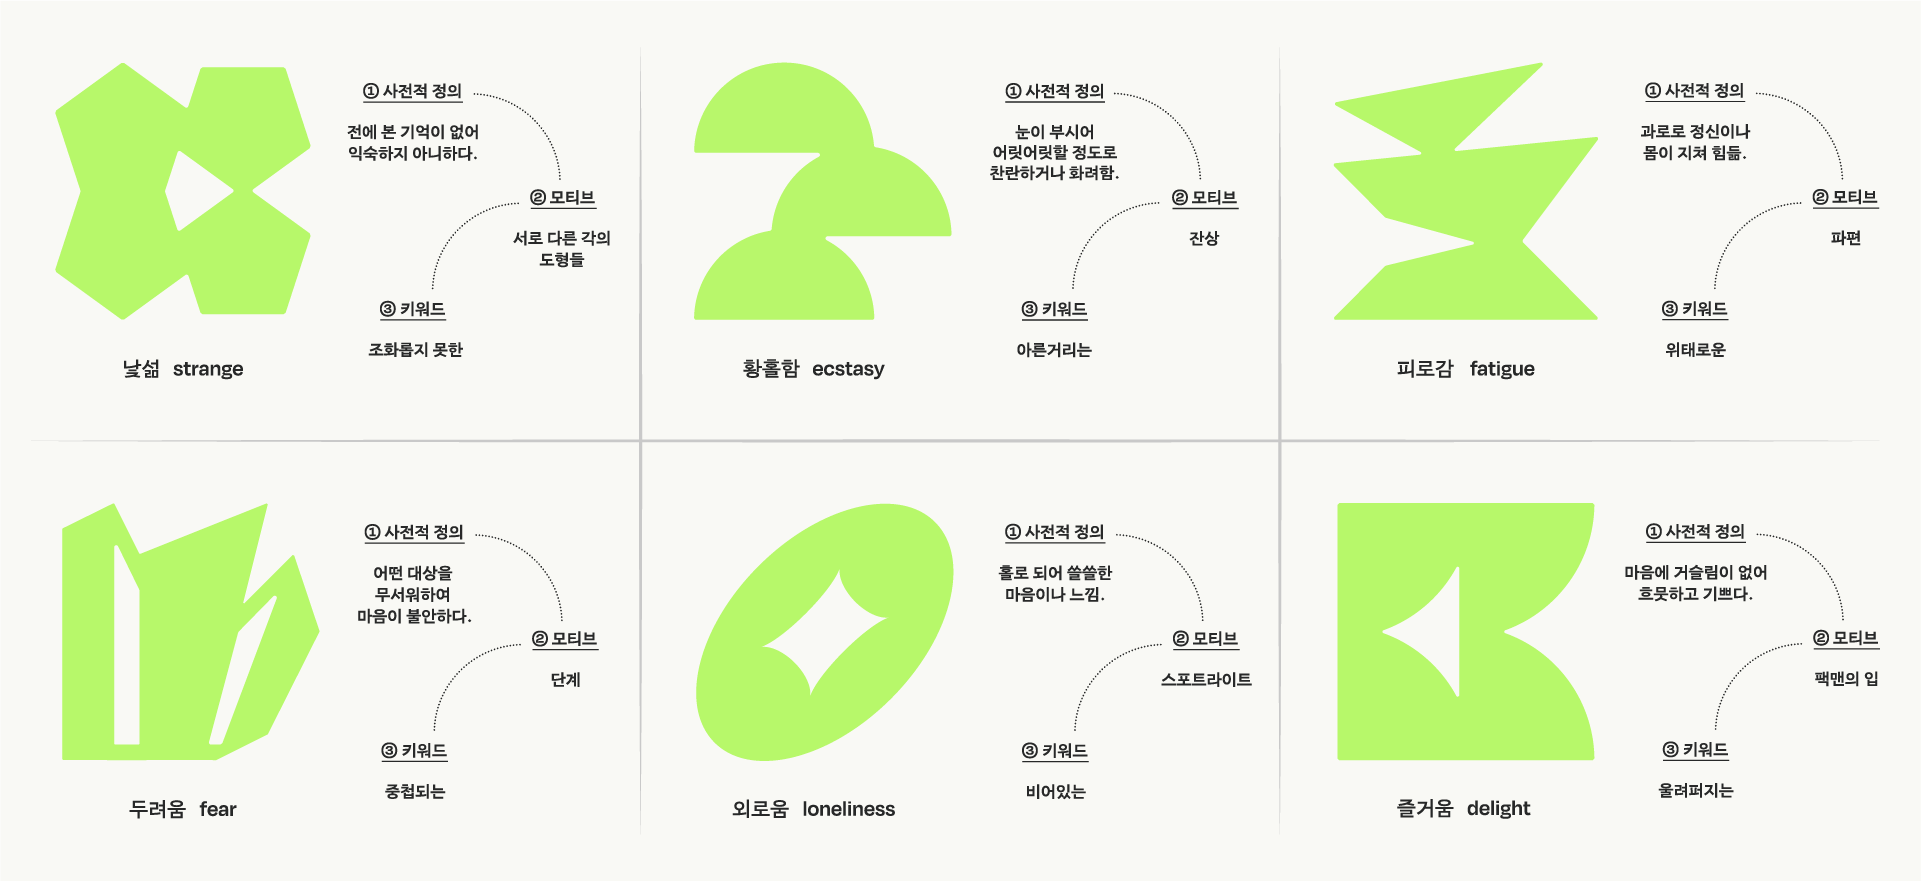 ① 사전적 정의
전에 본 기억이 없어
익숙하지 아니하다.
② 모티브
서로 다른 각의
도형들
③ 키워드
조화롭지 못한
낯섦 strange
① 사전적 정의
눈이 부시어
어릿어릿할 정도로
찬란하거나 화려함.
② 모티브
잔상
③ 키워드
아른거리는
황홀함 ecstasy
① 사전적 정의
과로로 정신이나
몸이 지쳐 힘듦.
② 모티브
파편
③ 키워드
위태로운
피로감 fatigue
① 사전적 정의
어떤 대상을
무서워하여
마음이 불안하다.
② 모티브
단계
③ 키워드
중첩되는
두려움 fear
① 사전적 정의
홀로 되어 쓸쓸한
마음이나 느낌.
② 모티브
스포트라이트
③ 키워드
비어있는
외로움 loneliness
① 사전적 정의
마음에 거슬림이 없어
흐뭇하고 기쁘다.
② 모티브
팩맨의 입
③ 키워드
울려퍼지는
즐거움 delight